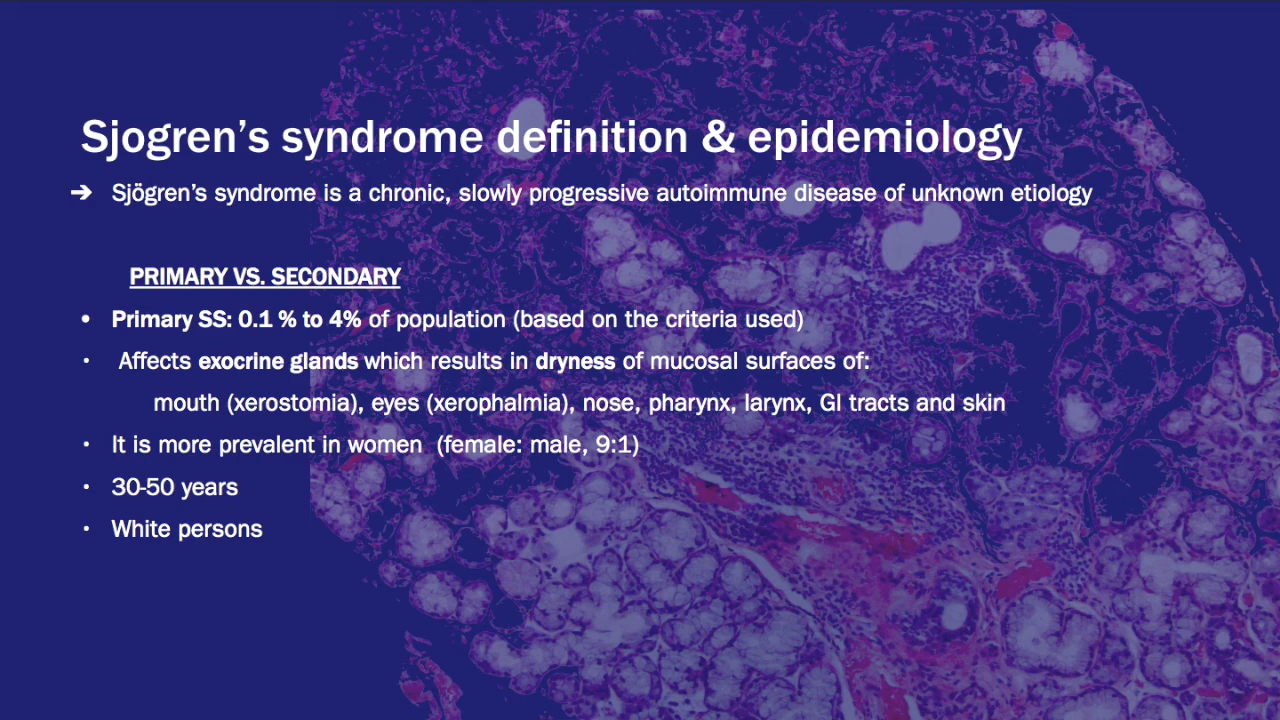 Sjogren’s syndrome definition & epidemiology
➔ Sjögren’s syndrome is a chronic, slowly progressive autoimmune disease of unknown etiology
PRIMARY VS. SECONDARY
• Primary SS: 0.1 % to 4% of population (based on the criteria used)
• Affects exocrine glands which results in dryness of mucosal surfaces of:
mouth (xerostomia), eyes (xerophalmia), nose, pharynx, larynx, GI tracts and skin
• It is more prevalent in women (female: male, 9:1)
• 30-50 years
• White persons